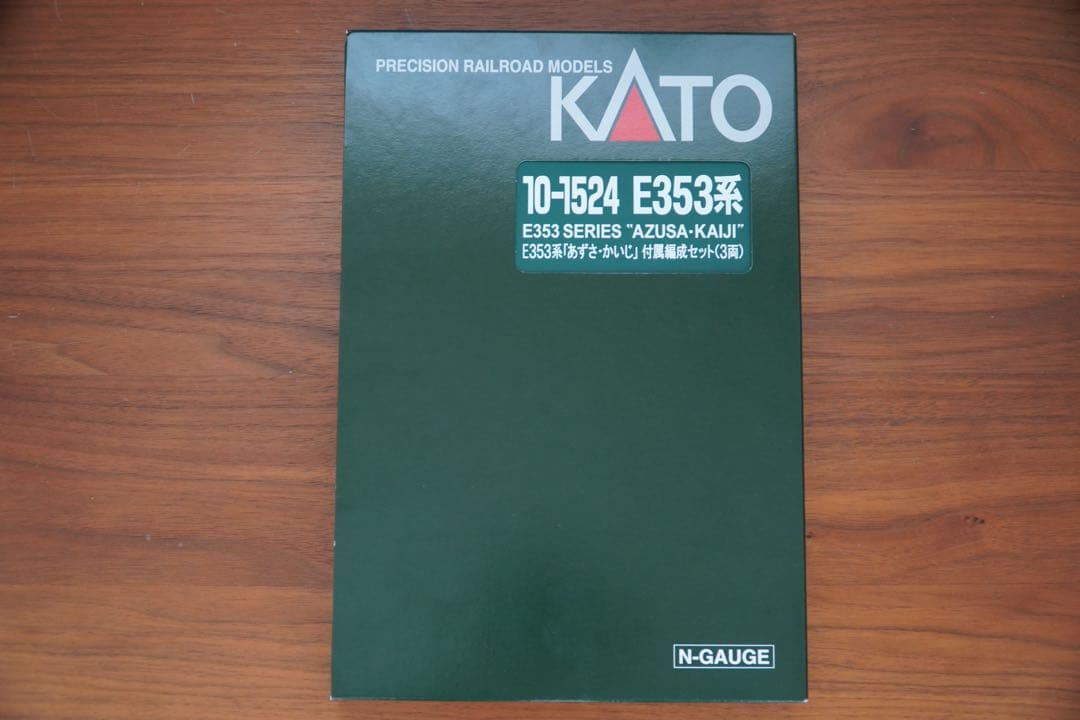 PRECISION RAILROAD MODELS
KATO
10-1524 E353系
E353 SERIES "AZUSA・KAIJI"
E353系「あずさ・かいじ」付属編成セット(3両)
N-GAUGE